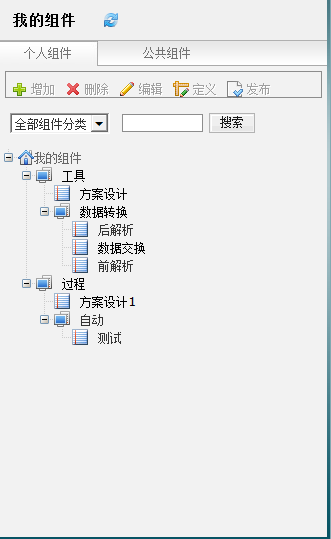 我的组件
个人组件 公共组件
增加 删除 编辑 定义 发布
全部组件分类 搜索
我的组件
工具
方案设计
数据转换
后解析
数据交换
前解析
过程
方案设计1
自动
测试